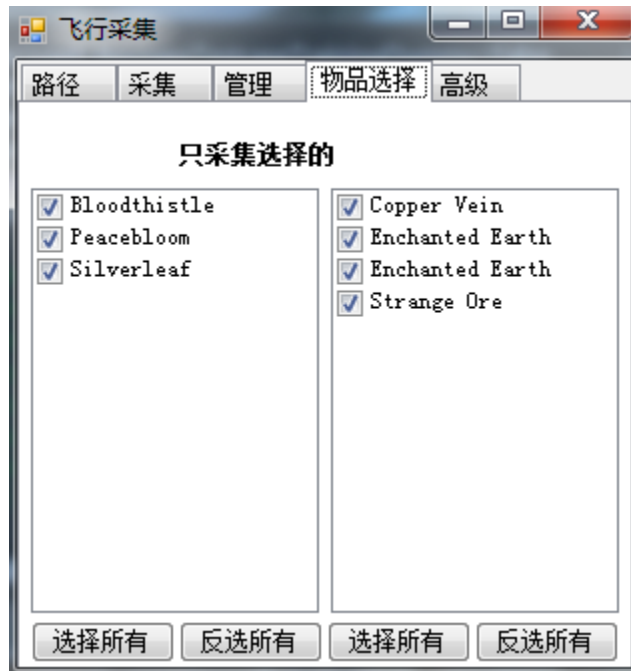 飞行采集
路径 采集 管理 物品选择 高级
只采集选择的
Bloodthistle
Peacebloom
Silverleaf
Copper Vein
Enchanted Earth
Enchanted Earth
Strange Ore
选择所有 反选所有 选择所有 反选所有